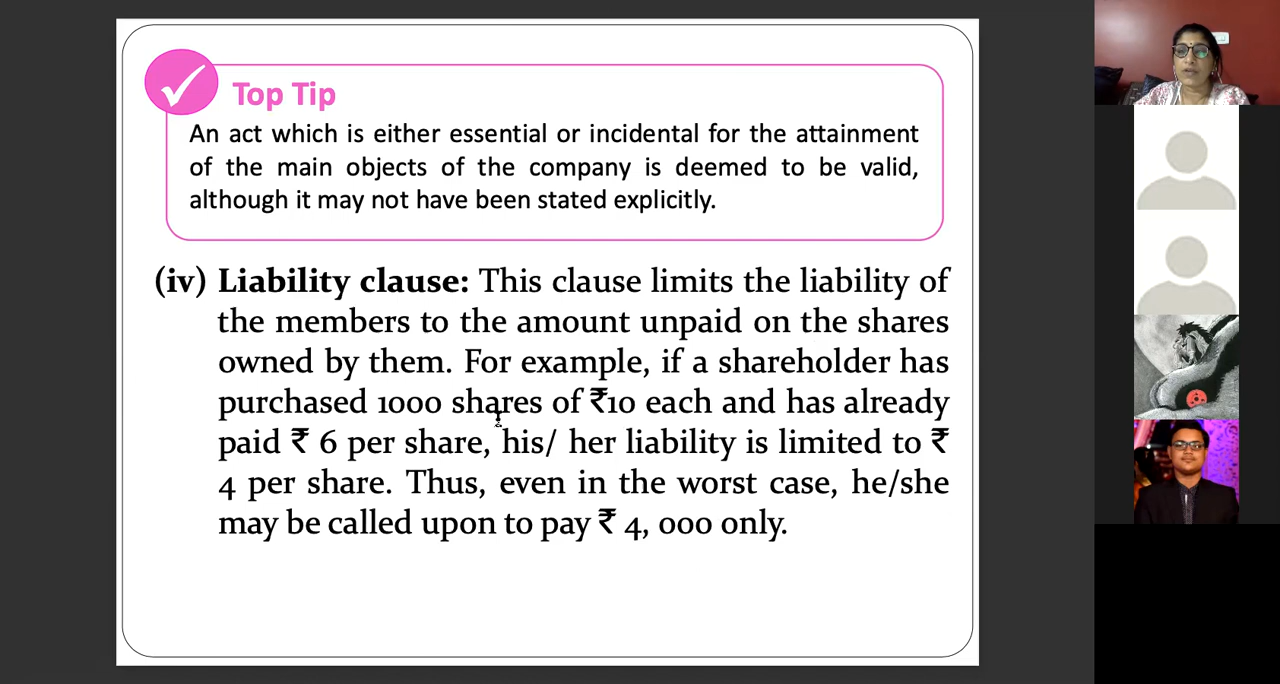 Top Tip
An act which is either essential or incidental for the attainment
of the main objects of the company is deemed to be valid,
although it may not have been stated explicitly.
(iv) Liability clause: This clause limits the liability of
the members to the amount unpaid on the shares
owned by them. For example, if a shareholder has
purchased 1000 shares of ₹10 each and has already
paid ₹ 6 per share, his/ her liability is limited to ₹
4 per share. Thus, even in the worst case, he/she
may be called upon to pay ₹ 4, 000 only.